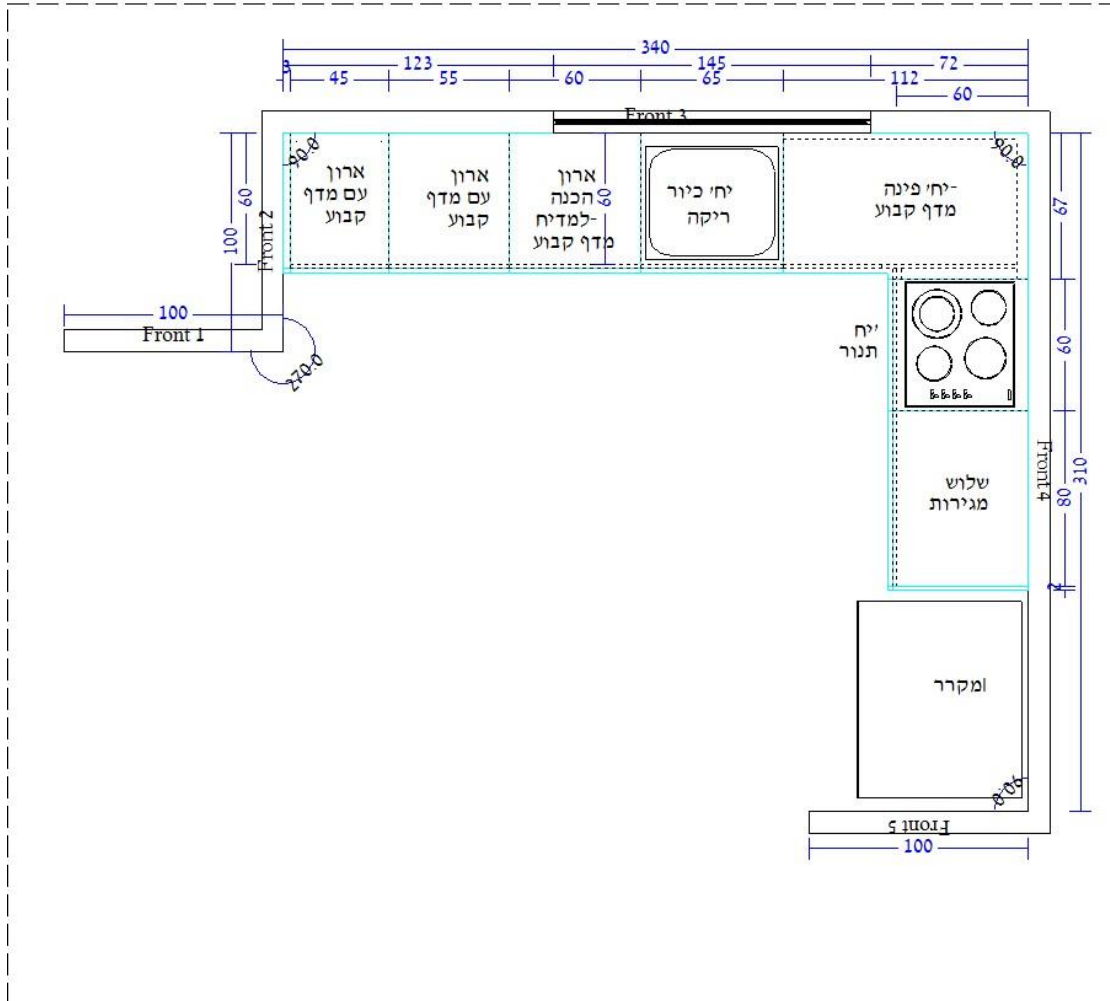 340
123
145
72
3
45
55
60
65
112
60
Front 3
90.0
90.0
60
100
Front 2
ארון
עם מדף
קבוע
ארון
עם מדף
קבוע
ארון
הכנה
למדיח-
מדף קבוע
60
יח׳ כיור
ריקה
יח׳ פינה-
מדף קבוע
67
100
Front 1
270.0
יח׳
תנור
60
שלוש
מגירות
Front 4
310
80
2
מקרר
90.0
Front 5
100